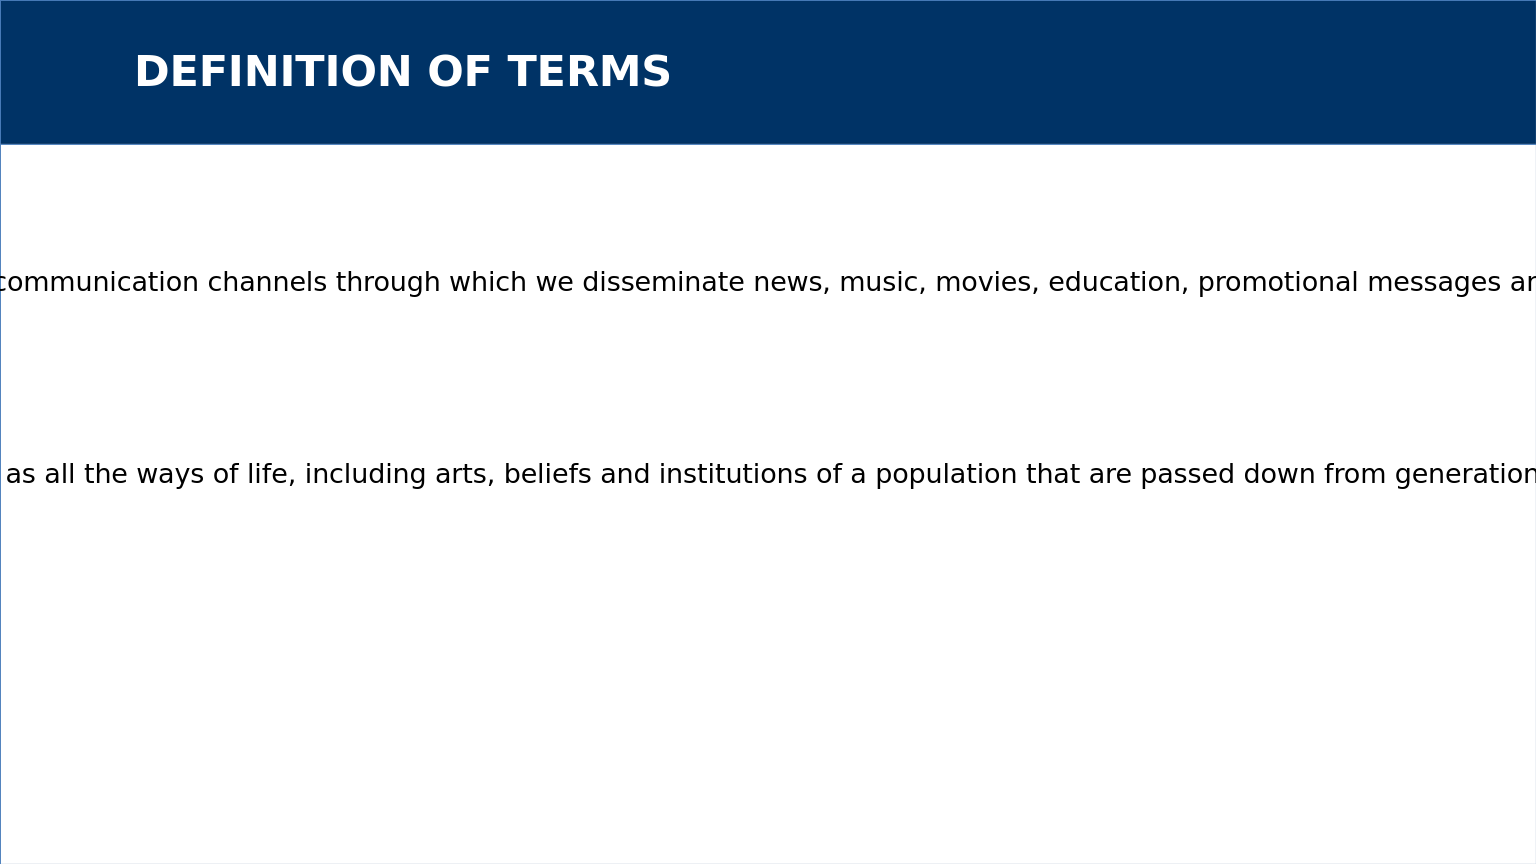 DEFINITION OF TERMS
communication channels through which we disseminate news, music, movies, education, promotional messages
as all the ways of life, including arts, beliefs and institutions of a population that are passed down from generation